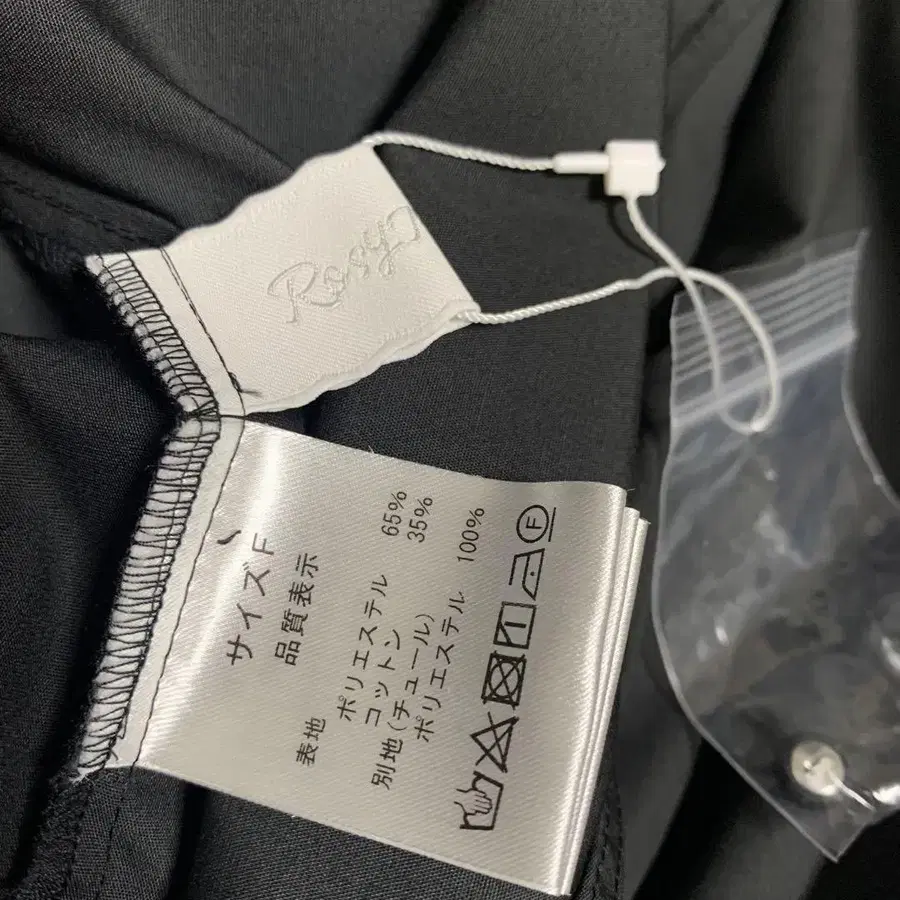 Rosy
サイズF
品質表示
表地
ポリエステル 65%
コットン 35%
別地(チュール)
ポリエステル 100%
F